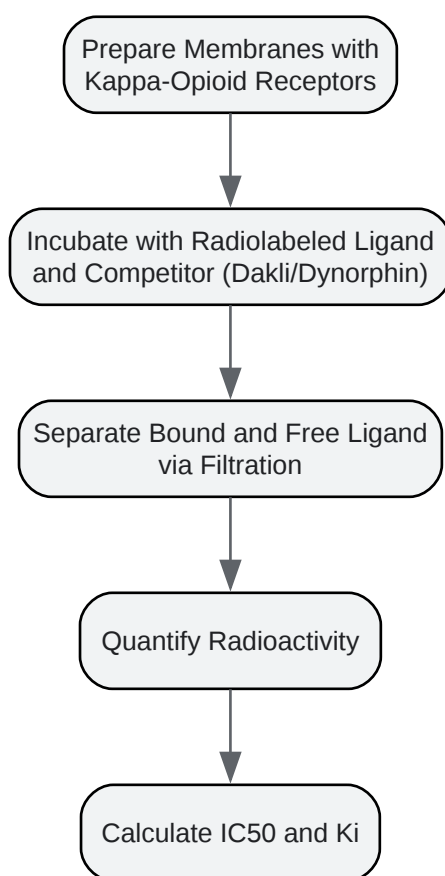 Prepare Membranes with
Kappa-Opioid Receptors
Incubate with Radiolabeled Ligand
and Competitor (Dakli/Dynorphin)
Separate Bound and Free Ligand
via Filtration
Quantify Radioactivity
Calculate IC50 and Ki